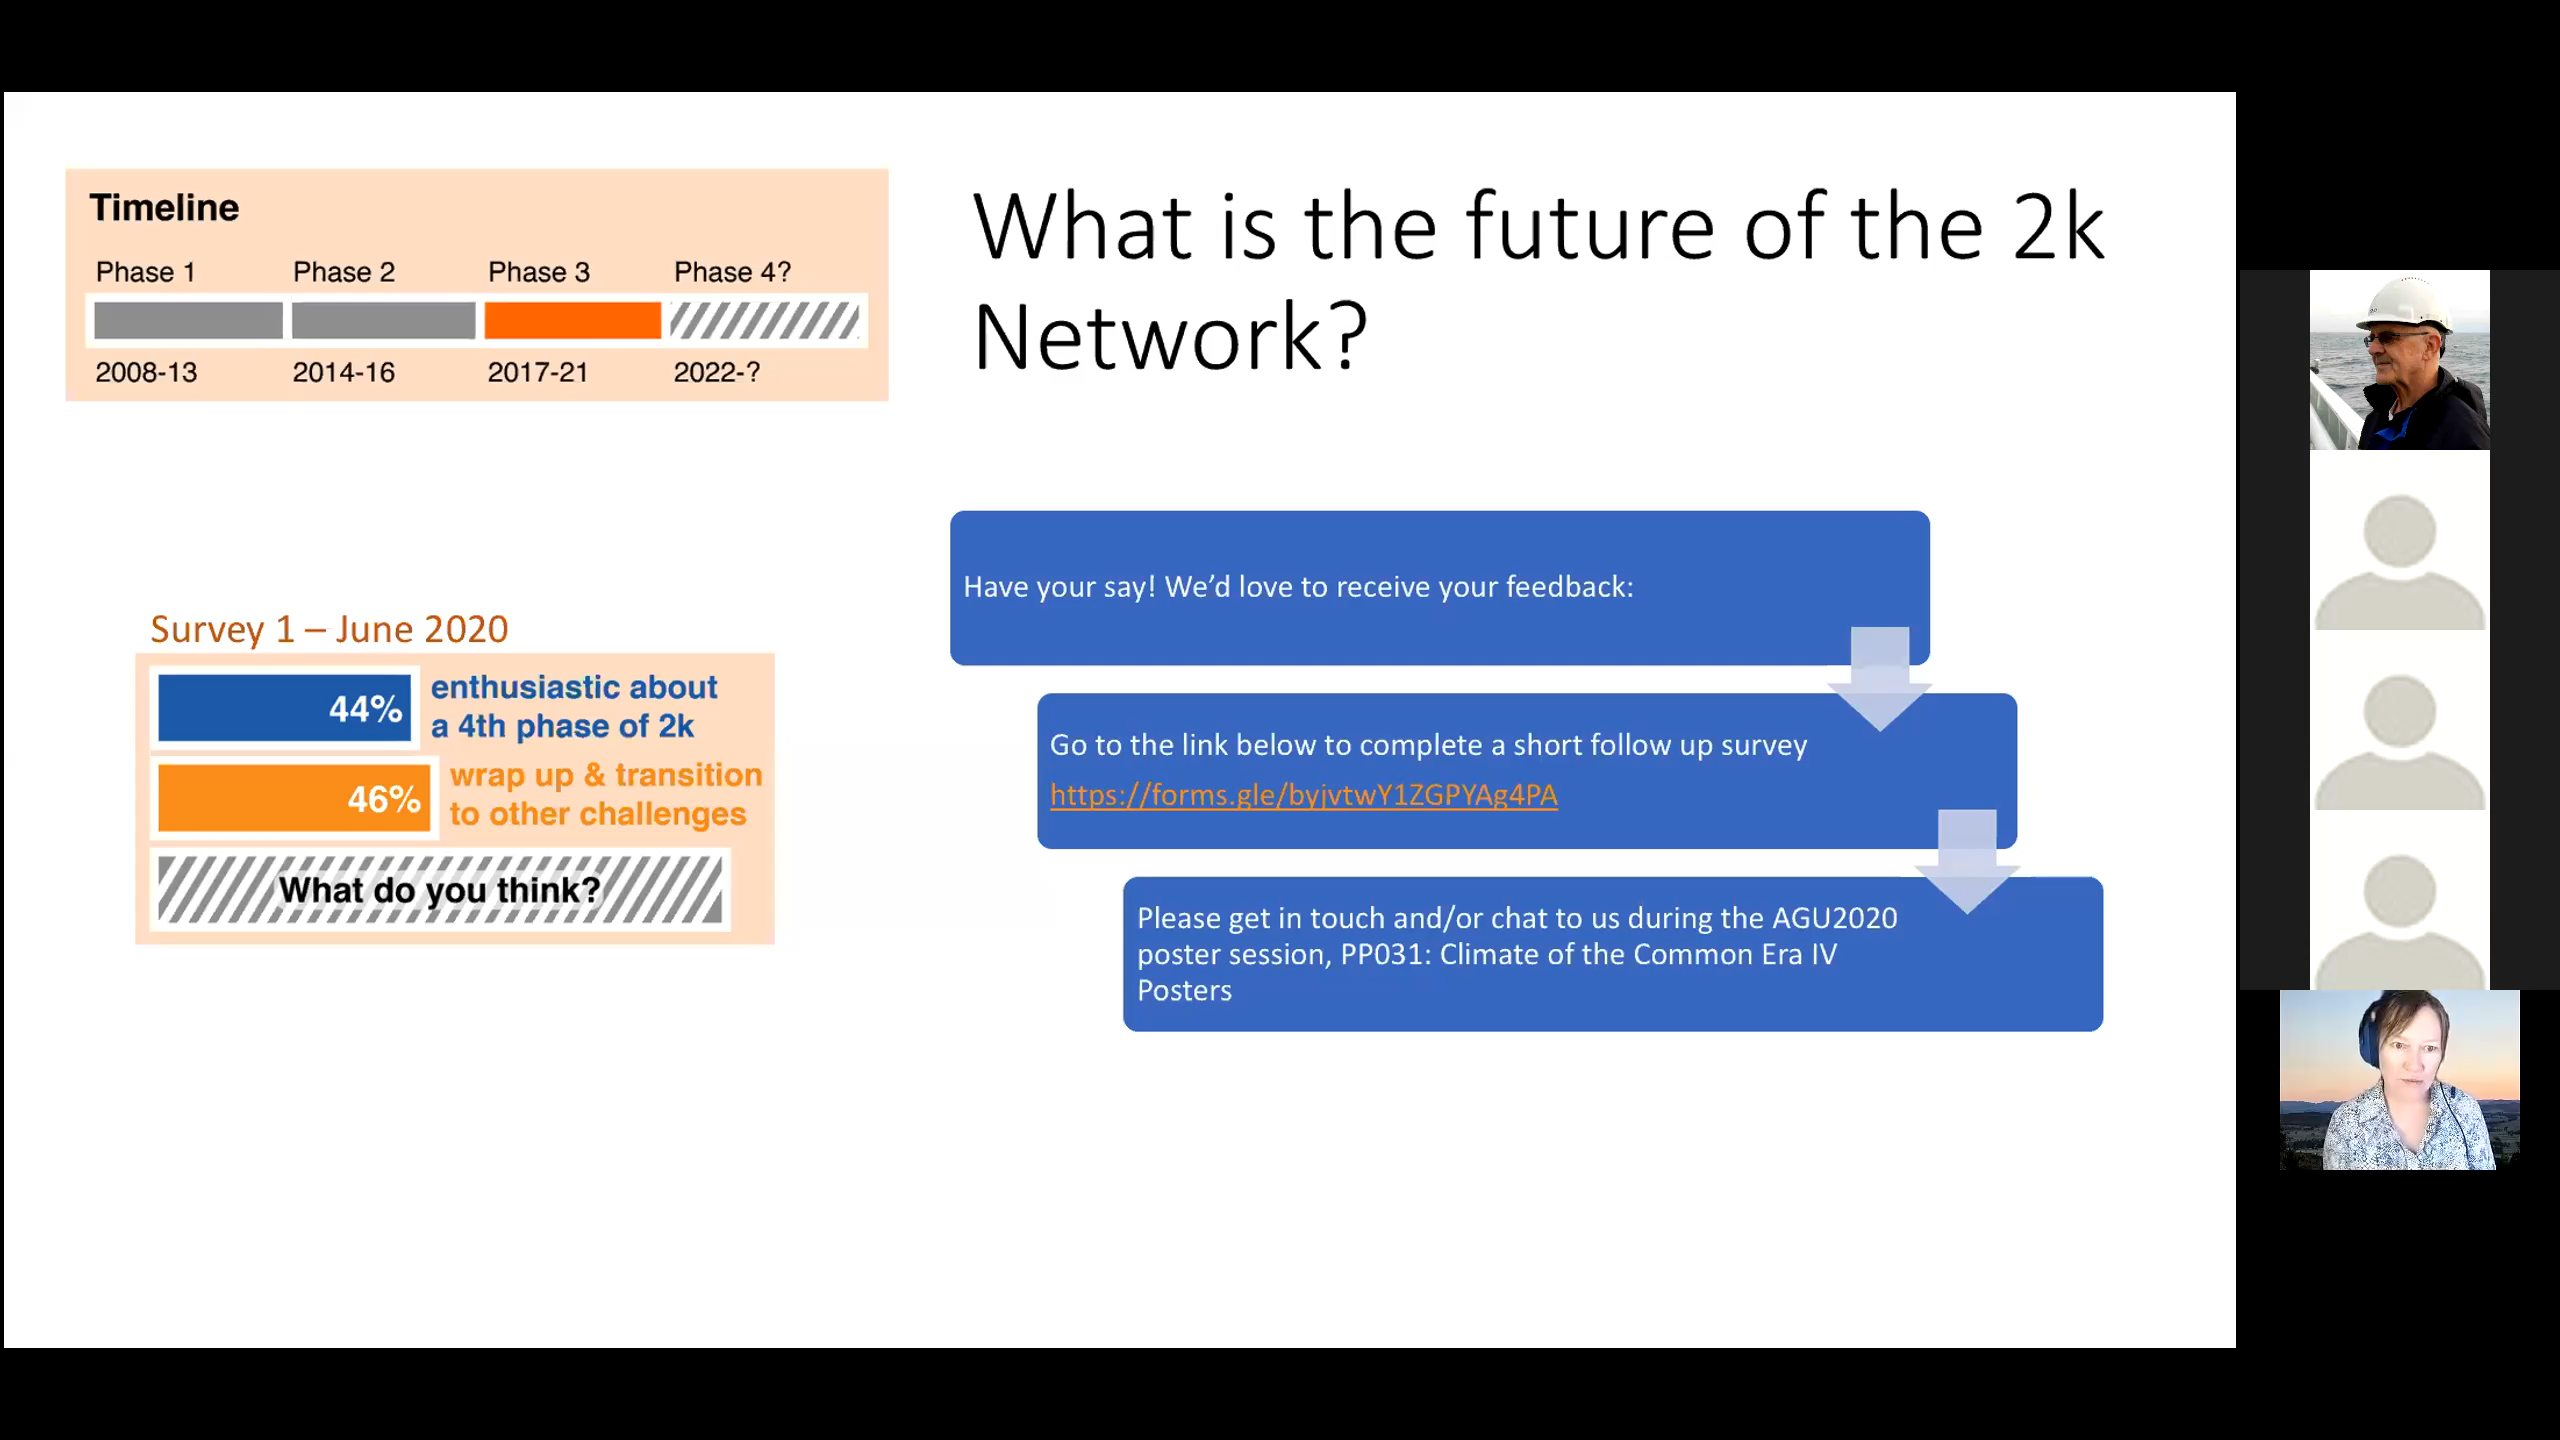 Timeline
Phase 1 Phase 2 Phase 3 Phase 4?
2008-13 2014-16 2017-21 2022-?
What is the future of the 2k
Network?
Survey 1 – June 2020
44%
enthusiastic about
a 4th phase of 2k
46%
wrap up & transition
to other challenges
What do you think?
Have your say! We’d love to receive your feedback:
Go to the link below to complete a short follow up survey
https://forms.gle/byjvtwY1ZGPYAg4PA
Please get in touch and/or chat to us during the AGU2020
poster session, PP031: Climate of the Common Era IV
Posters